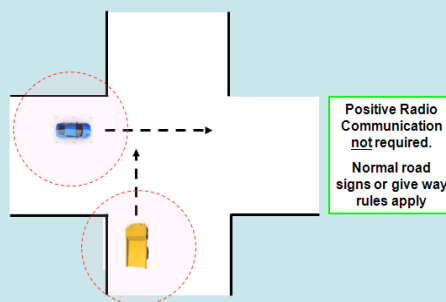 Positive Radio
Communication
not required.
Normal road
signs or give way
rules apply